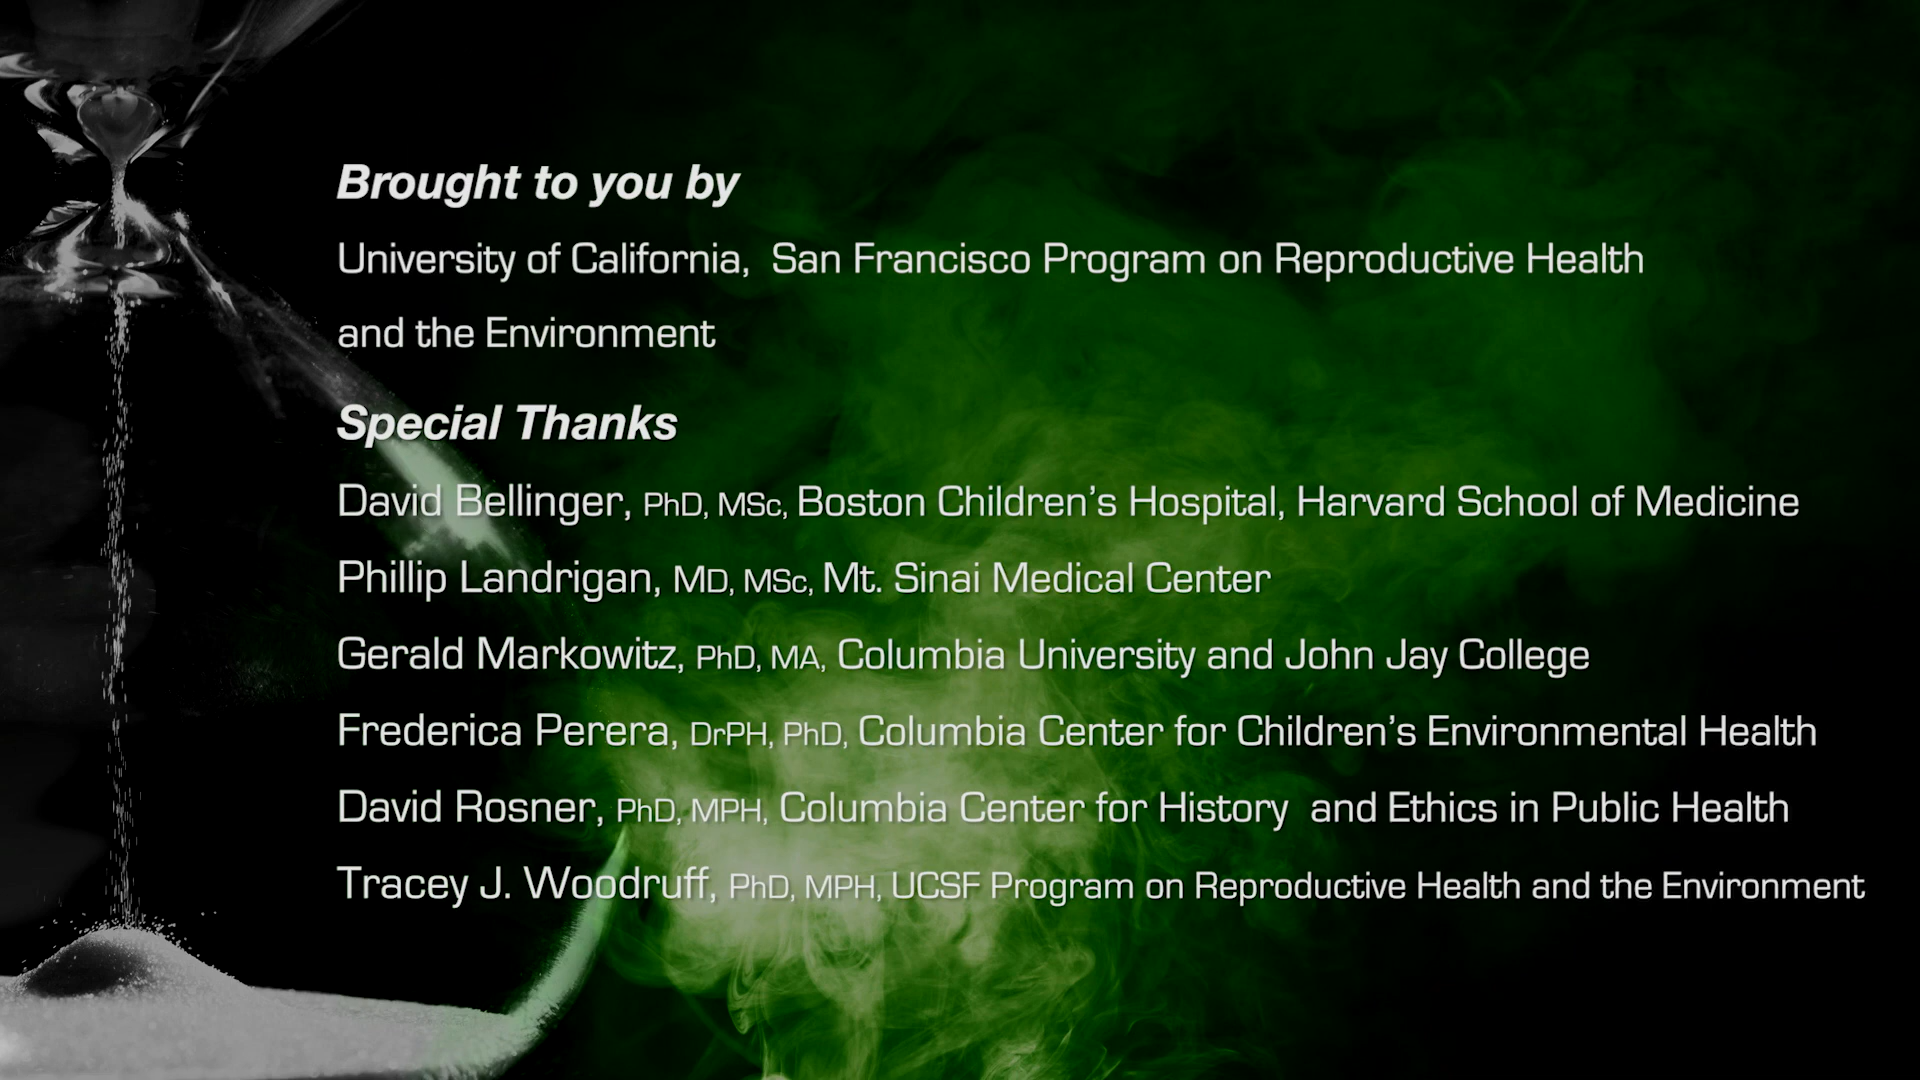 Brought to you by
University of California,  San Francisco Program on Reproductive Health
and the Environment
Special Thanks
David Bellinger, PhD, MSc, Boston Children’s Hospital, Harvard School of Medicine
Phillip Landrigan, MD, MSc, Mt. Sinai Medical Center
Gerald Markowitz, PhD, MA, Columbia University and John Jay College
Frederica Perera, DrPH, PhD, Columbia Center for Children’s Environmental Health
David Rosner, PhD, MPH, Columbia Center for History  and Ethics in Public Health
Tracey J. Woodruff, PhD, MPH, UCSF Program on Reproductive Health and the Environment